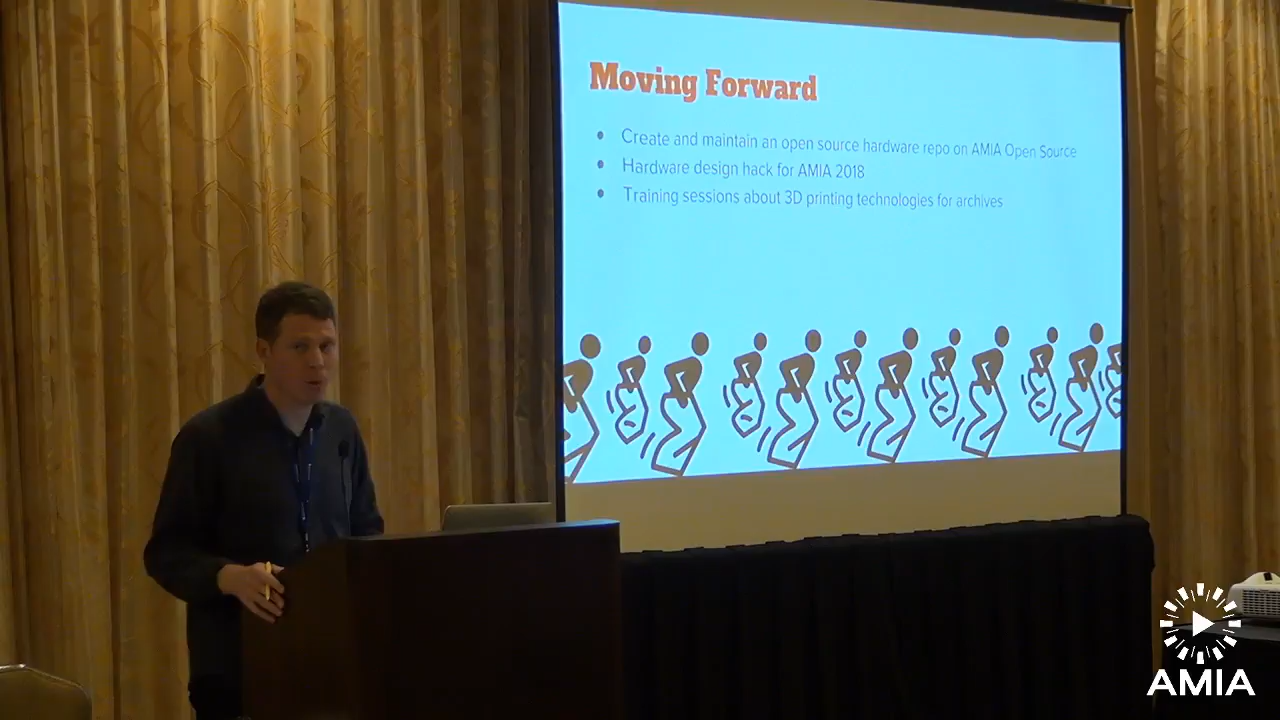 Moving Forward
Create and maintain an open source hardware repo on AMIA Open Source
Hardware design hack for AMIA 2018
Training sessions about 3D printing technologies for archives
AMIA